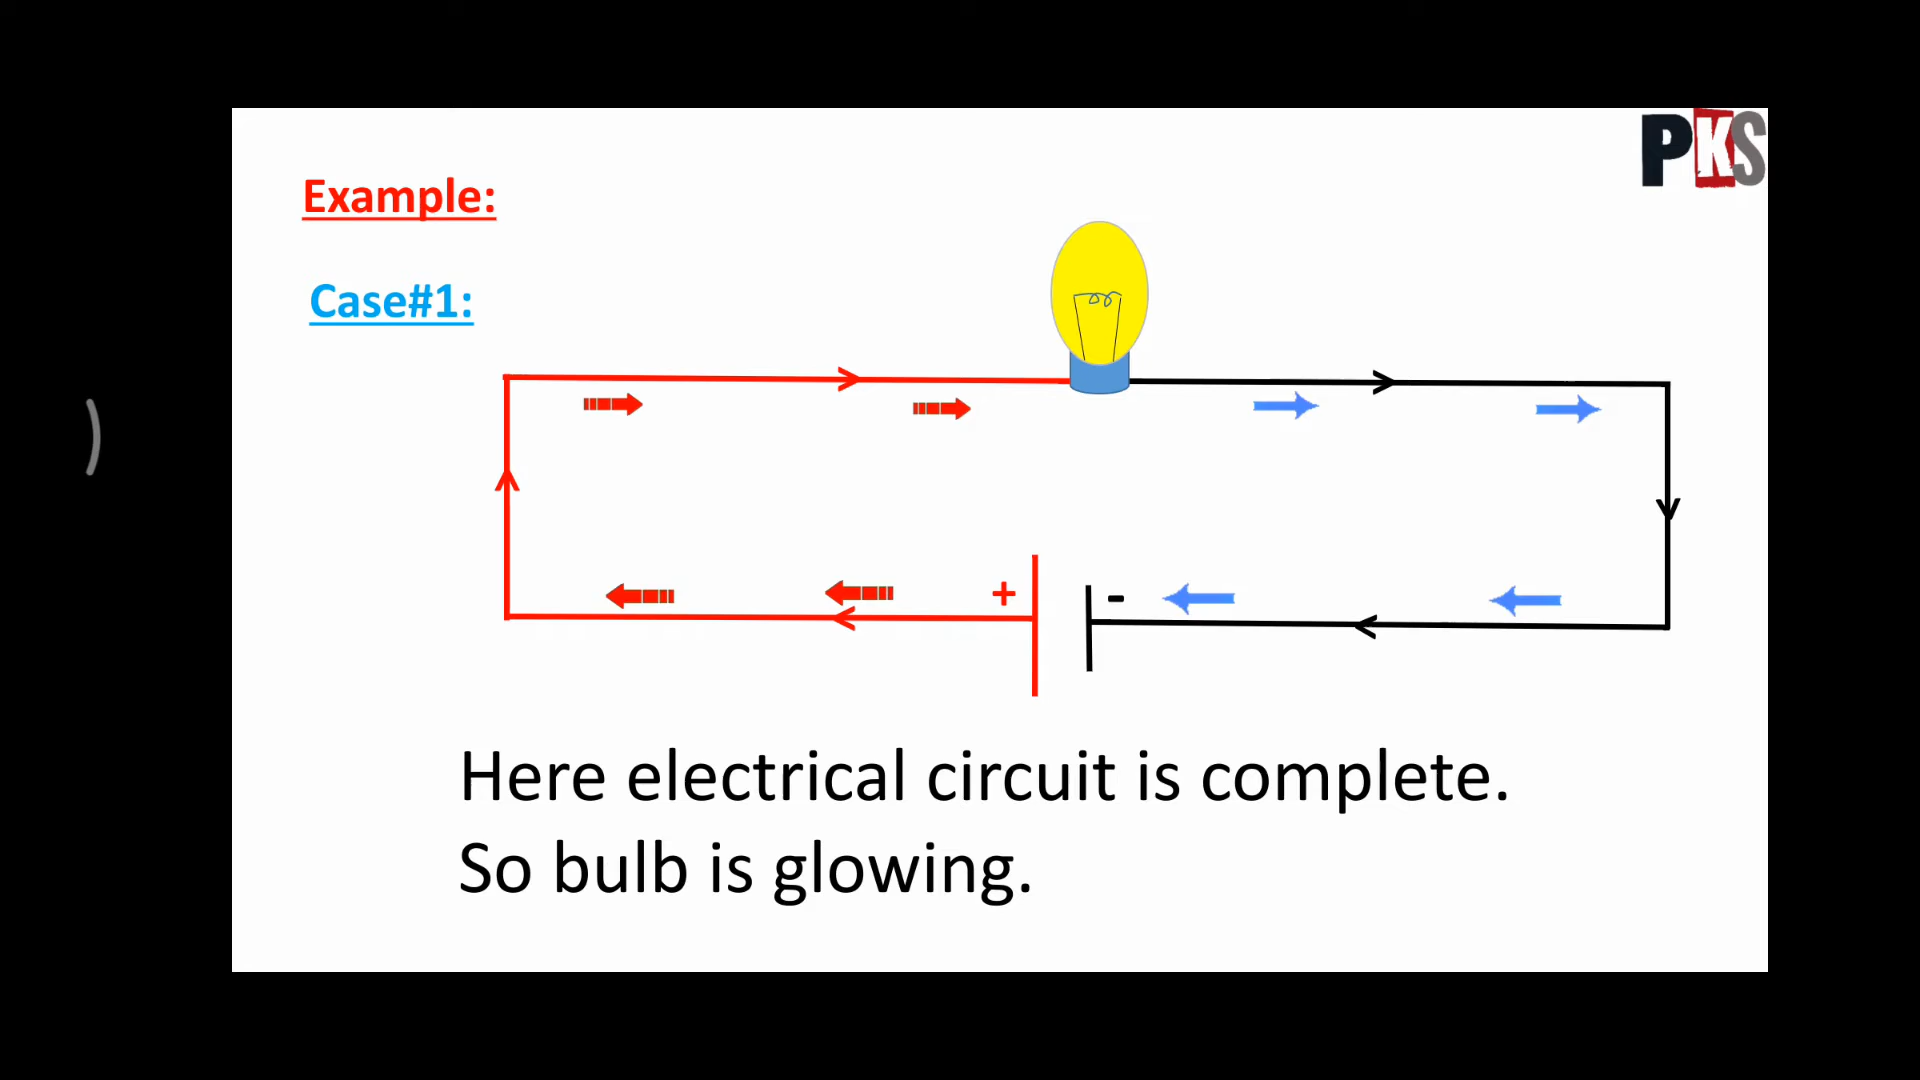 PKS
Example:
Case#1:
+ -
Here electrical circuit is complete.
So bulb is glowing.